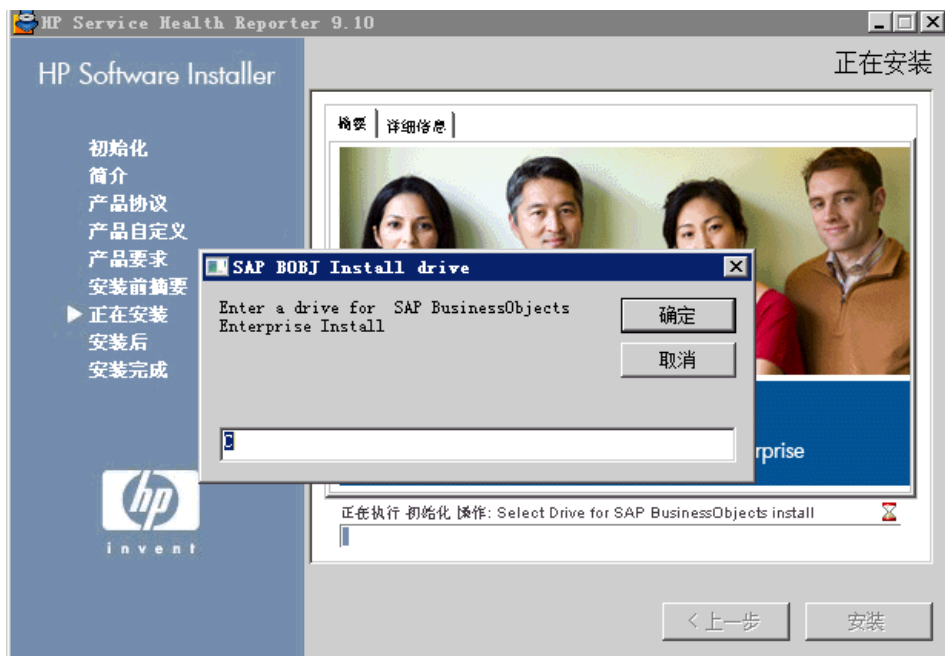 HP Service Health Reporter 9.10
HP Software Installer
正在安装
初始化
简介
产品协议
产品自定义
产品要求
安装前摘要
正在安装
安装后
安装完成
摘要
详细信息
SAP BOBJ Install drive
Enter a drive for SAP BusinessObjects
Enterprise Install
确定
取消
C
rprise
正在执行 初始化 操作: Select Drive for SAP BusinessObjects install
hp
invent
< 上一步
安装